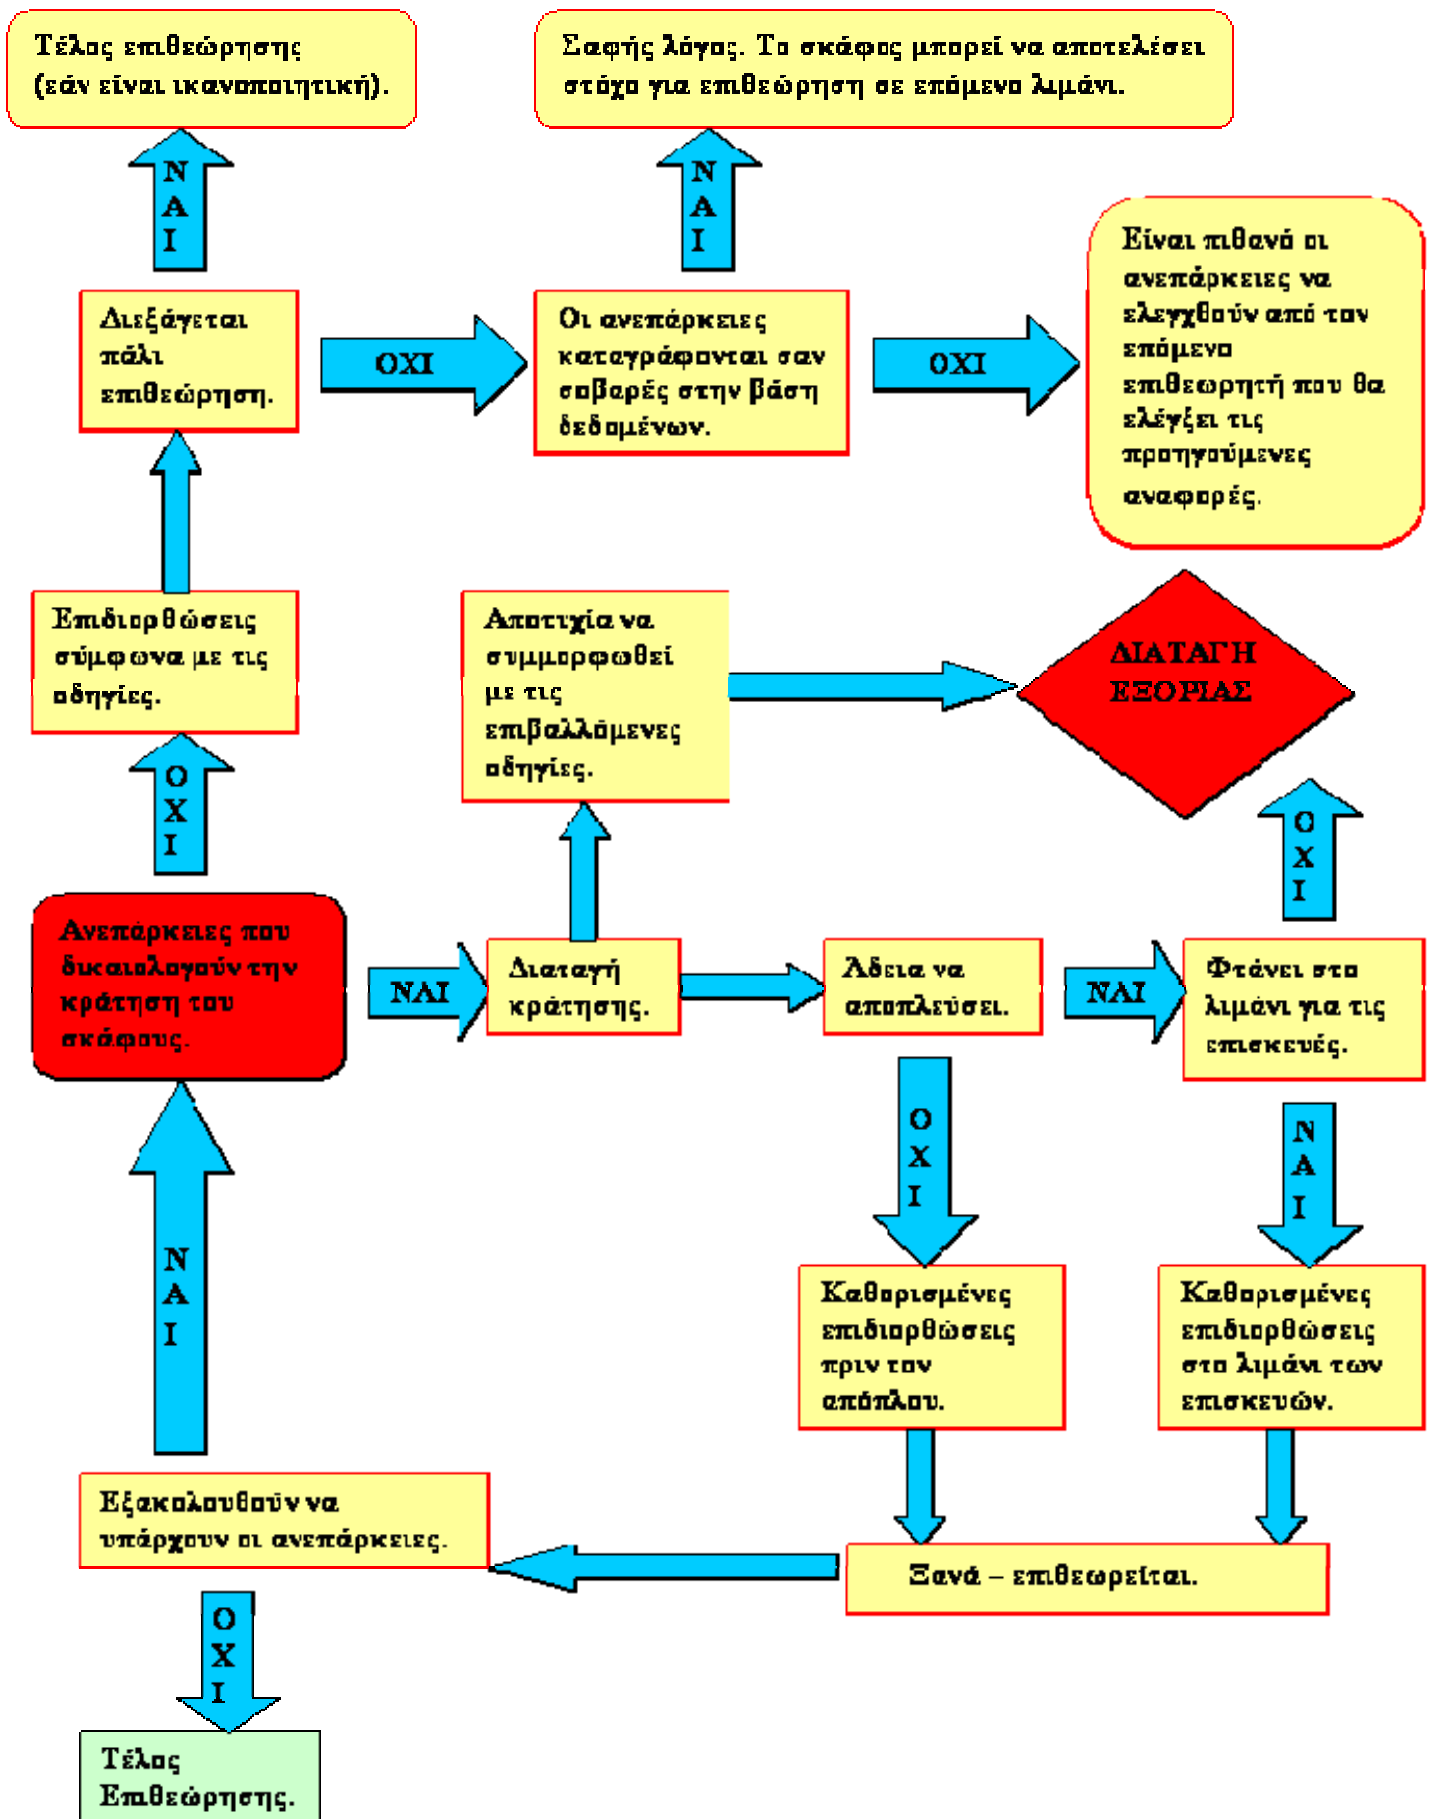 Τέλος επιθεώρησης
(εάν είναι ικανοποιητική).
Σαφής λόγος. Το σκάφος μπορεί να αποτελέσει
στόχο για επιθεώρηση σε επόμενο λιμάνι.
ΝΑΙ
ΝΑΙ
Διεξάγεται
πάλι
επιθεώρηση.
ΟΧΙ
Οι ανεπάρκειες
καταγράφονται σαν
σοβαρές στην βάση
δεδομένων.
ΟΧΙ
Είναι πιθανό οι
ανεπάρκειες να
ελεγχθούν από τον
επόμενο
επιθεωρητή που θα
ελέγξει τις
προηγούμενες
αναφορές.
Επιδιορθώσεις
σύμφωνα με τις
οδηγίες.
Αποτυχία να
συμμορφωθεί
με τις
επιβαλλόμενες
οδηγίες.
ΔΙΑΤΑΓΗ
ΕΞΟΡΙΑΣ
ΟΧΙ
ΟΧΙ
Ανεπάρκειες που
δικαιολογούν την
κράτηση του
σκάφους.
ΝΑΙ
Διαταγή
κράτησης.
Άδεια να
αποπλεύσει.
ΝΑΙ
Φτάνει στο
λιμάνι για τις
επισκευές.
ΟΧΙ
ΝΑΙ
ΝΑΙ
Καθορισμένες
επιδιορθώσεις
πριν τον
απόπλου.
Καθορισμένες
επιδιορθώσεις
στο λιμάνι των
επισκευών.
Εξακολουθούν να
υπάρχουν οι ανεπάρκειες.
Ξανά – επιθεωρείται.
ΟΧΙ
Τέλος
Επιθεώρησης.